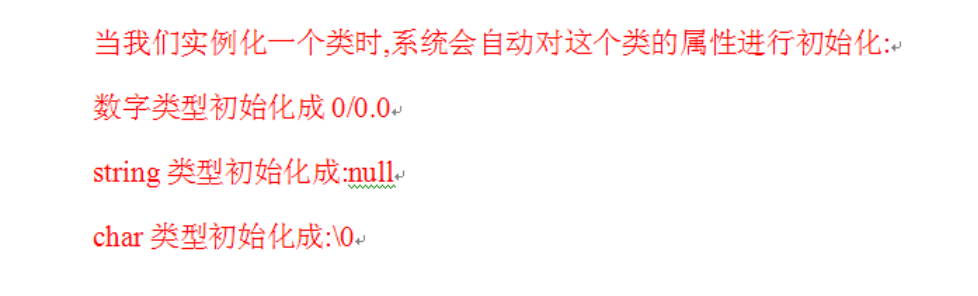 当我们实例化一个类时,系统会自动对这个类的属性进行初始化:
数字类型初始化成 0/0.0
string 类型初始化成:null
char 类型初始化成:\0